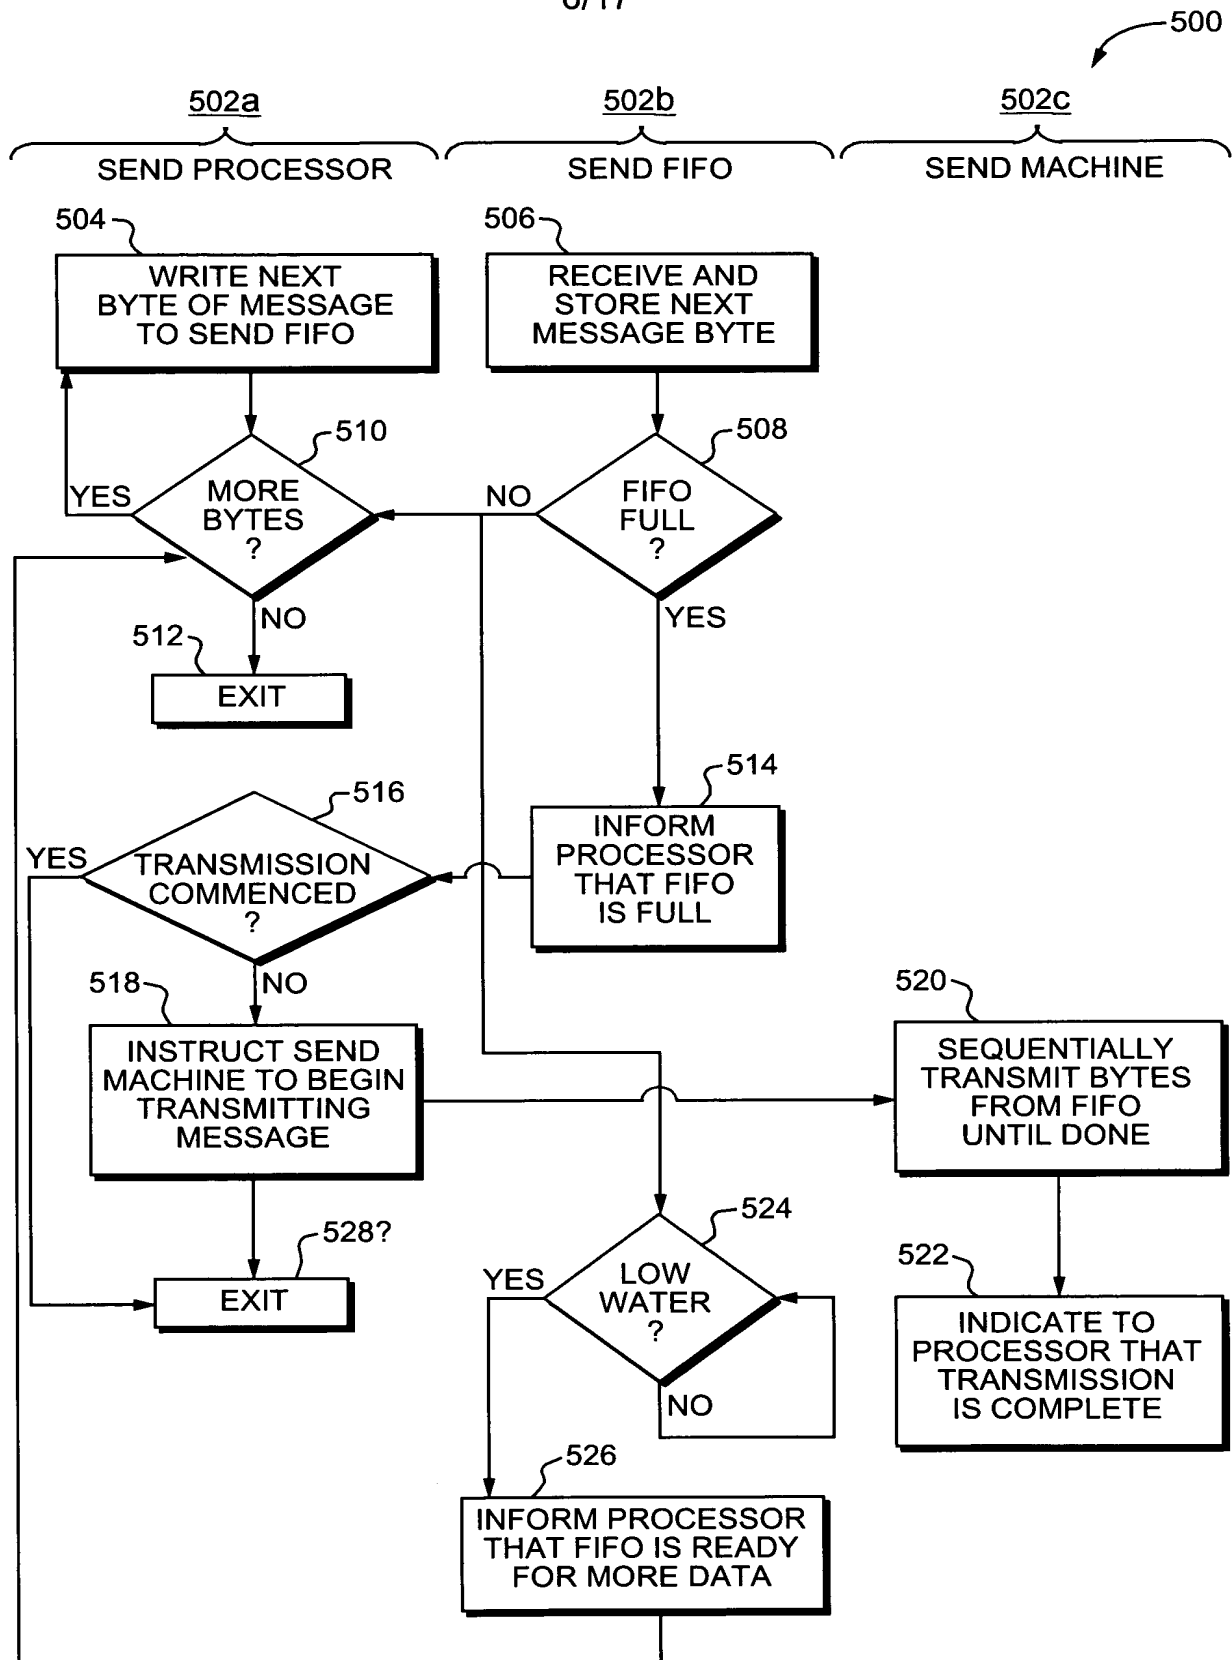 500
502a
502b
502c
SEND PROCESSOR
SEND FIFO
SEND MACHINE
504
WRITE NEXT
BYTE OF MESSAGE
TO SEND FIFO
506
RECEIVE AND
STORE NEXT
MESSAGE BYTE
510
MORE
BYTES
?
YES
NO
508
FIFO
FULL
?
NO
YES
512
EXIT
514
INFORM
PROCESSOR
THAT FIFO
IS FULL
516
TRANSMISSION
COMMENCED
?
YES
NO
518
INSTRUCT SEND
MACHINE TO BEGIN
TRANSMITTING
MESSAGE
520
SEQUENTIALLY
TRANSMIT BYTES
FROM FIFO
UNTIL DONE
528?
EXIT
524
LOW
WATER
?
YES
NO
522
INDICATE TO
PROCESSOR THAT
TRANSMISSION
IS COMPLETE
526
INFORM PROCESSOR
THAT FIFO IS READY
FOR MORE DATA